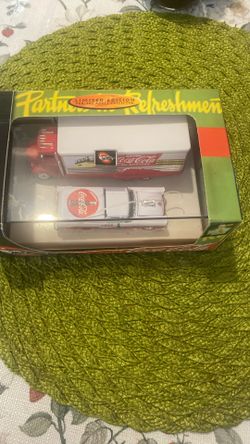 LIMITED EDITION
Partners in Refreshment
Coca-Cola
Coca-Cola